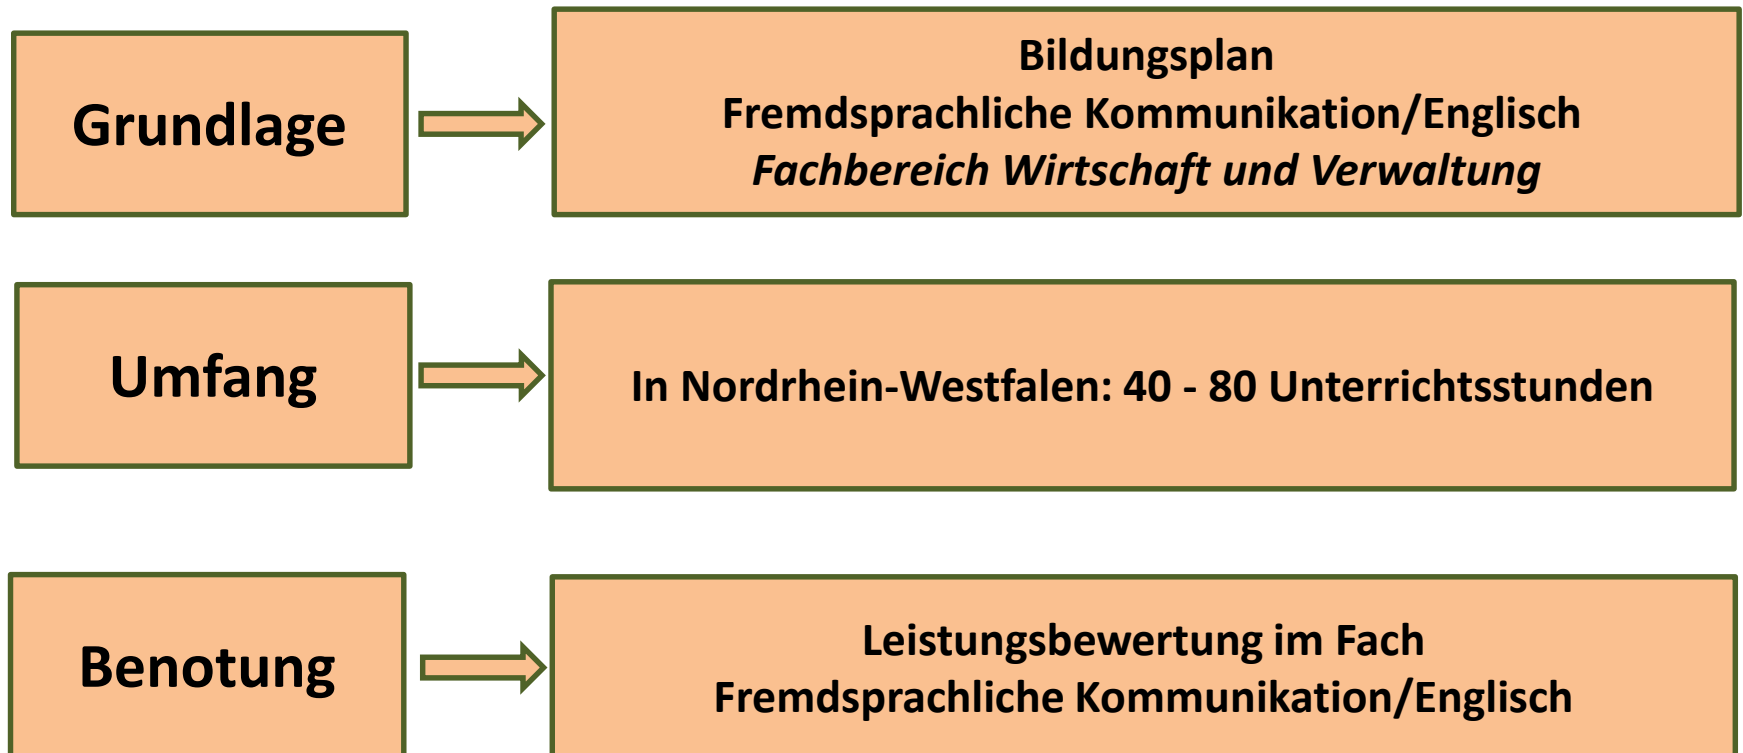 Grundlage
Bildungsplan
Fremdsprachliche Kommunikation/Englisch
Fachbereich Wirtschaft und Verwaltung
Umfang
In Nordrhein-Westfalen: 40 - 80 Unterrichtsstunden
Benotung
Leistungsbewertung im Fach
Fremdsprachliche Kommunikation/Englisch